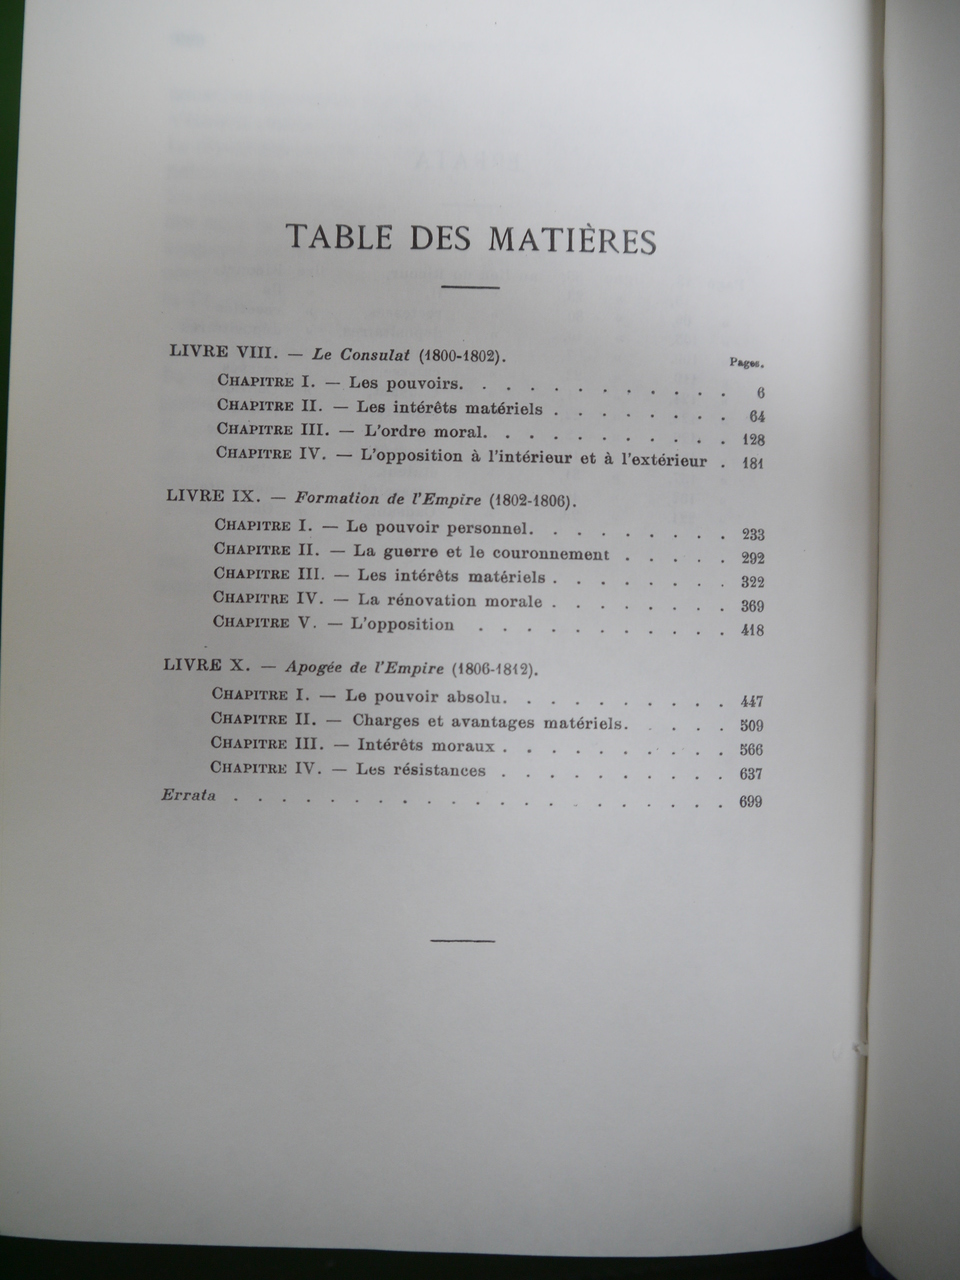 TABLE DES MATIÈRES
LIVRE VIII. — Le Consulat (1800-1802).
Pages.
CHAPITRE I. — Les pouvoirs. . . . . . . . . . . . . 6
CHAPITRE II. — Les intérêts matériels . . . . . . . . 64
CHAPITRE III. — L'ordre moral. . . . . . . . . . . . 128
CHAPITRE IV. — L'opposition à l'intérieur et à l'extérieur . 181
LIVRE IX. — Formation de l'Empire (1802-1806).
CHAPITRE I. — Le pouvoir personnel. . . . . . . . . . 233
CHAPITRE II. — La guerre et le couronnement . . . . . 292
CHAPITRE III. — Les intérêts matériels . . . . . . . . 322
CHAPITRE IV. — La rénovation morale . . . . . . . . 369
CHAPITRE V. — L'opposition . . . . . . . . . . . 418
LIVRE X. — Apogée de l'Empire (1806-1812).
CHAPITRE I. — Le pouvoir absolu. . . . . . . . . . . 447
CHAPITRE II. — Charges et avantages matériels. . . . . 509
CHAPITRE III. — Intérêts moraux . . . . . . . . . . 566
CHAPITRE IV. — Les résistances . . . . . . . . . . 637
Errata . . . . . . . . . . . . . . . . . . . . . 699